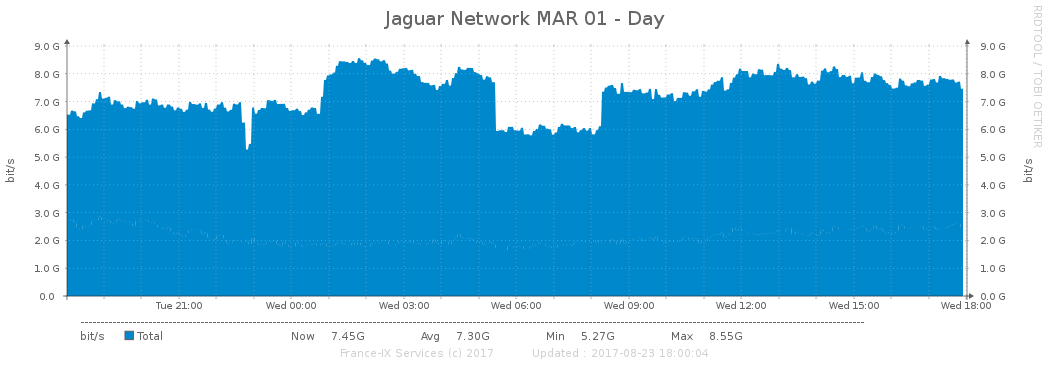 Jaguar Network MAR 01 - Day
RRDTOOL / TOBI OETIKER
bit/s
bit/s
9.0 G 9.0 G
8.0 G 8.0 G
7.0 G 7.0 G
6.0 G 6.0 G
5.0 G 5.0 G
4.0 G 4.0 G
3.0 G 3.0 G
2.0 G 2.0 G
1.0 G 1.0 G
0.0 0.0 G
Tue 21:00 Wed 00:00 Wed 03:00 Wed 06:00 Wed 09:00 Wed 12:00 Wed 15:00 Wed 18:00
bit/s Total Now 7.45G Avg 7.30G Min 5.27G Max 8.55G
France-IX Services (c) 2017 Updated : 2017-08-23 18:00:04